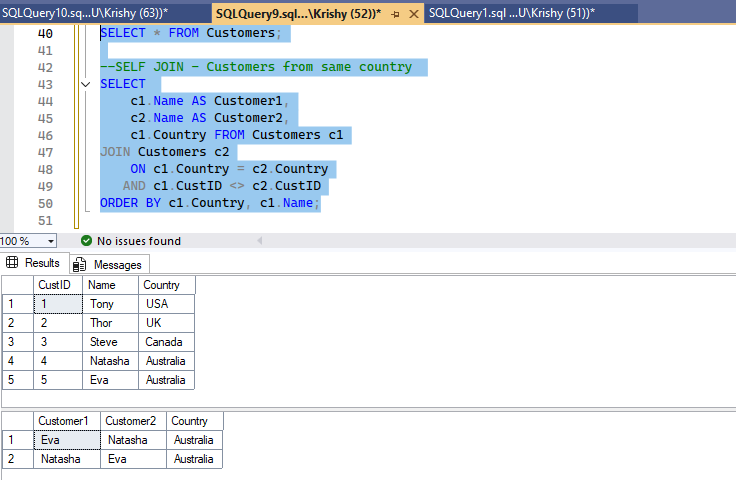 SQLQuery10.sq...U\Krishy (63))* SQLQuery9.sql...\Krishy (52))* SQLQuery1.sql ...U\Krishy (51))*
40 SELECT * FROM Customers;
41
42 --SELF JOIN - Customers from same country
43 SELECT
44 c1.Name AS Customer1,
45 c2.Name AS Customer2,
46 c1.Country FROM Customers c1
47 JOIN Customers c2
48 ON c1.Country = c2.Country
49 AND c1.CustID <> c2.CustID
50 ORDER BY c1.Country, c1.Name;
51
100 % No issues found
Results Messages
CustID Name Country
1 1 Tony USA
2 2 Thor UK
3 3 Steve Canada
4 4 Natasha Australia
5 5 Eva Australia
Customer1 Customer2 Country
1 Eva Natasha Australia
2 Natasha Eva Australia